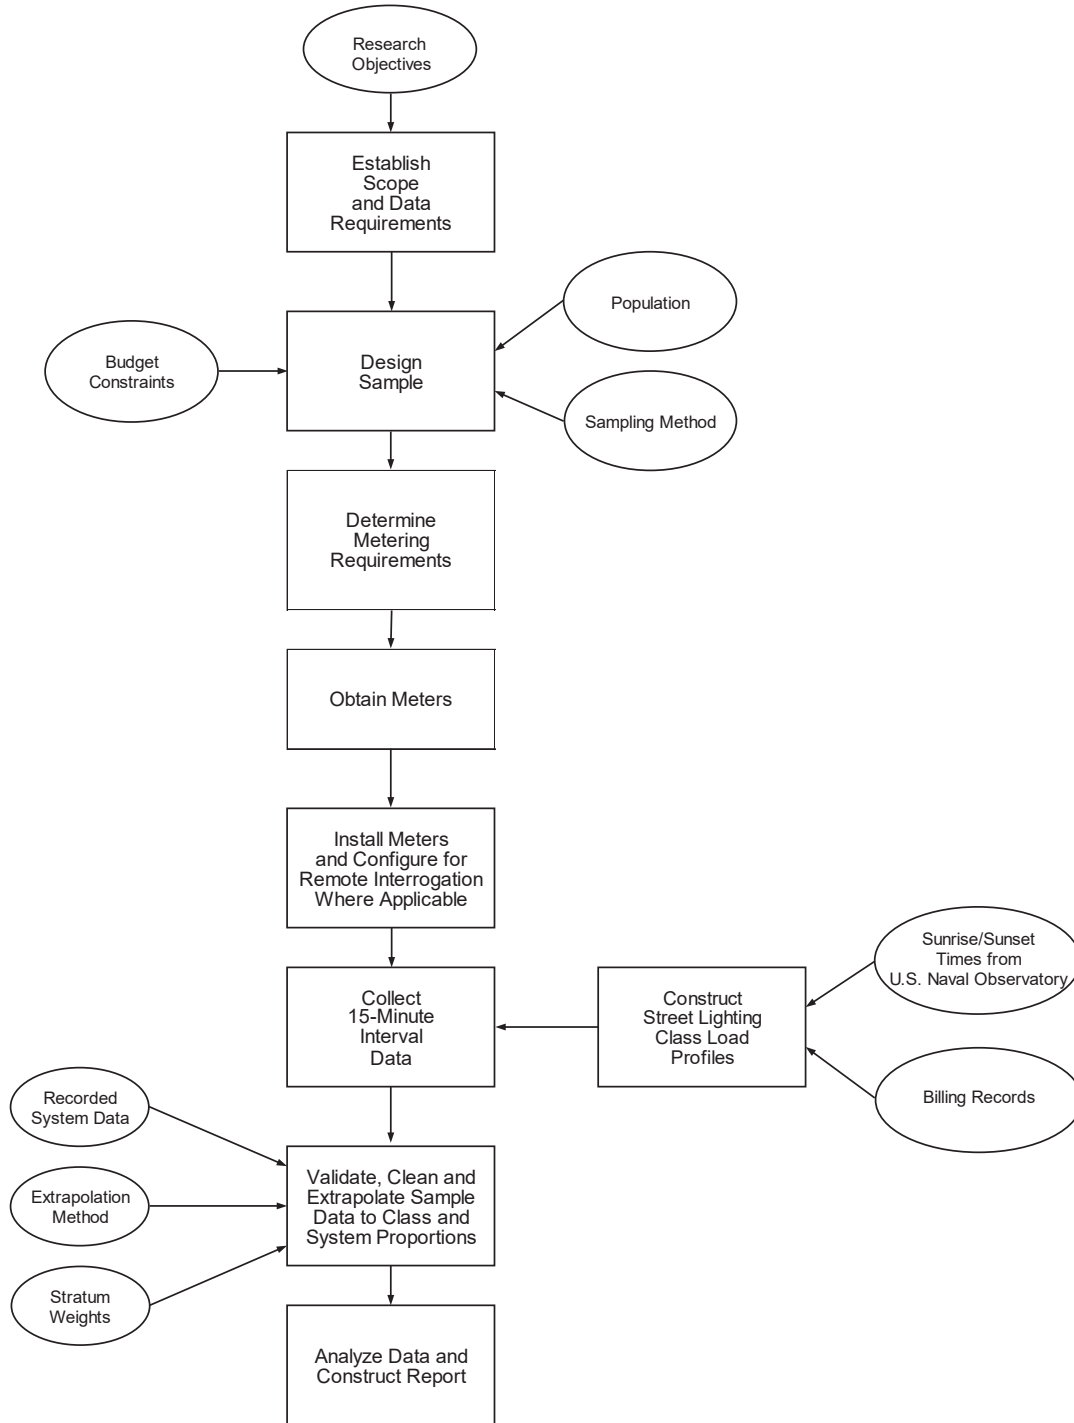 Research
Objectives
Establish
Scope
and Data
Requirements
Population
Budget
Constraints
Design
Sample
Sampling Method
Determine
Metering
Requirements
Obtain Meters
Install Meters
and Configure for
Remote Interrogation
Where Applicable
Sunrise/Sunset
Times from
U.S. Naval Observatory
Collect
15-Minute
Interval
Data
Construct
Street Lighting
Class Load
Profiles
Billing Records
Recorded
System Data
Extrapolation
Method
Validate, Clean and
Extrapolate Sample
Data to Class and
System Proportions
Stratum
Weights
Analyze Data and
Construct Report